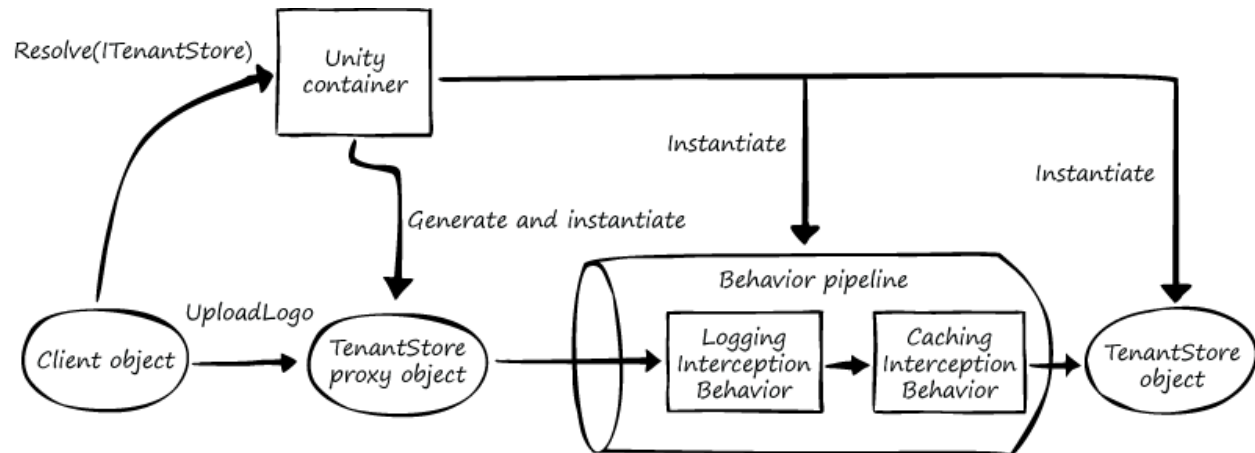 Resolve(ITenantStore)
Unity
container
Instantiate
Instantiate
Generate and instantiate
Behavior pipeline
UploadLogo
Client object
TenantStore
proxy object
Logging
Interception
Behavior
Caching
Interception
Behavior
TenantStore
object